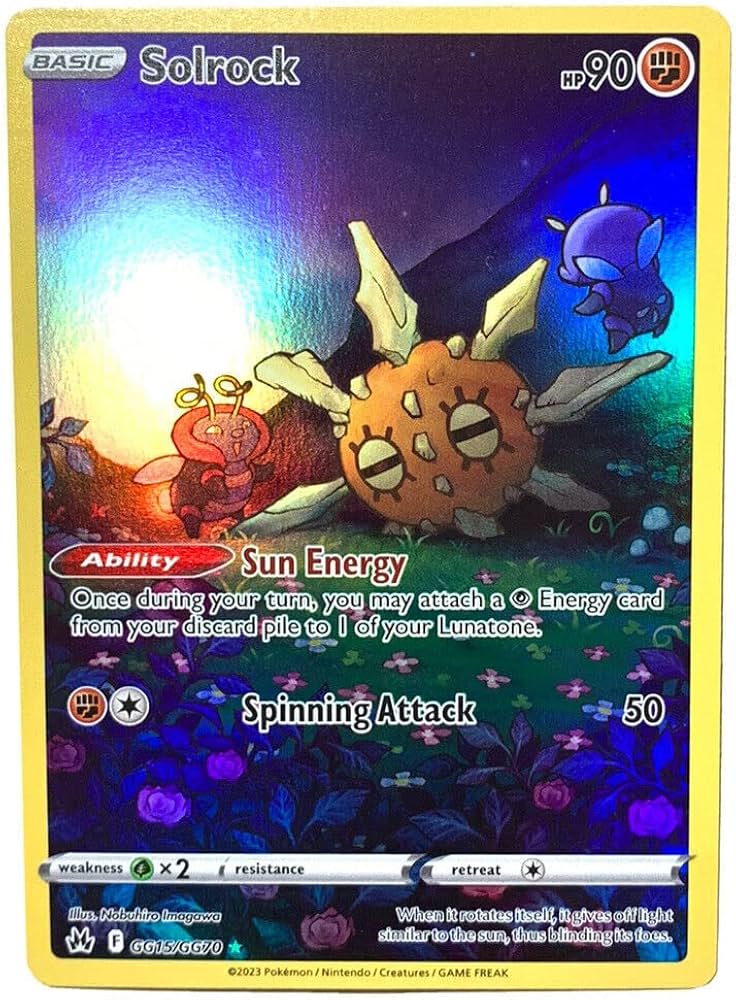 BASIC Solrock HP 90
Ability Sun Energy
Once during your turn, you may attach a Energy card
from your discard pile to 1 of your Lunatone.
Spinning Attack 50
weakness ×2 resistance retreat
Illus. Nobuhiro Imagawa
When it rotates itself, it gives off light
similar to the sun, thus blinding its foes.
F GG15/GG70
©2023 Pokémon / Nintendo / Creatures / GAME FREAK